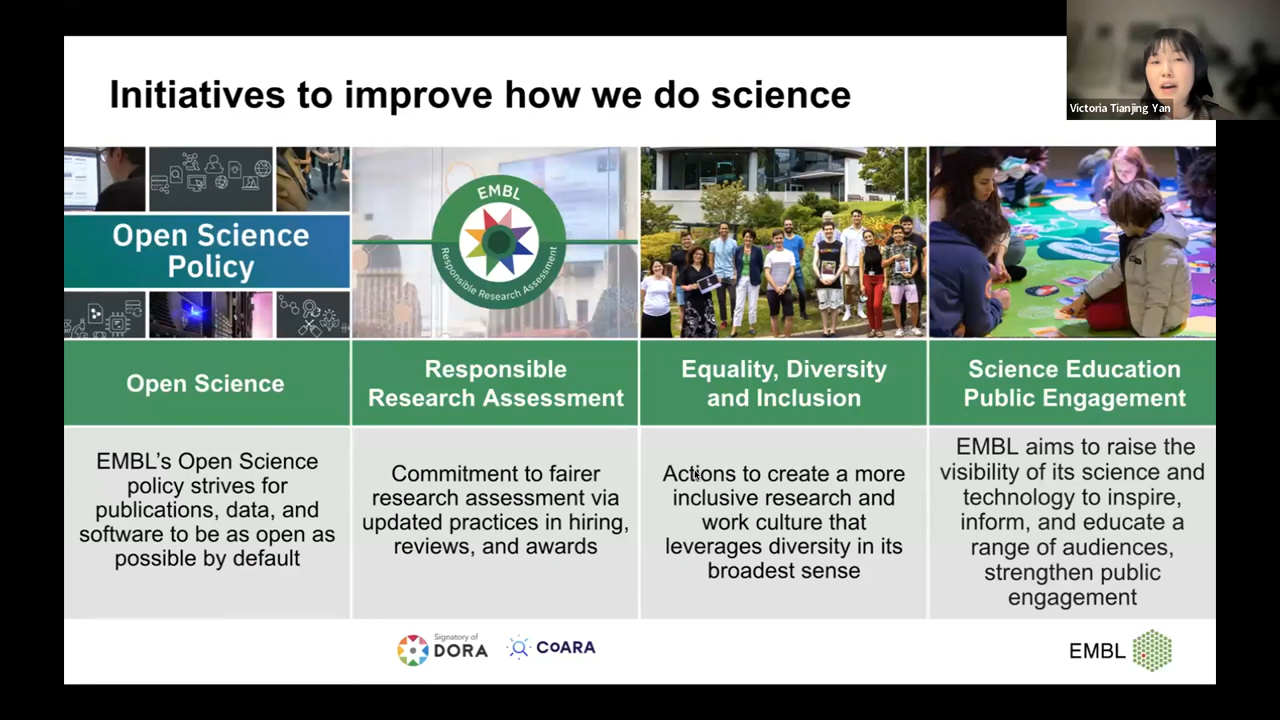 Initiatives to improve how we do science
Victoria Tianjing Yan
Open Science
Policy
EMBL
Responsible Research Assessment
Open Science
Responsible
Research Assessment
Equality, Diversity
and Inclusion
Science Education
Public Engagement
EMBL’s Open Science
policy strives for
publications, data, and
software to be as open as
possible by default
Commitment to fairer
research assessment via
updated practices in hiring,
reviews, and awards
Actions to create a more
inclusive research and
work culture that
leverages diversity in its
broadest sense
EMBL aims to raise the
visibility of its science and
technology to inspire,
inform, and educate a
range of audiences,
strengthen public
engagement
Signatory of
DORA
CoARA
EMBL